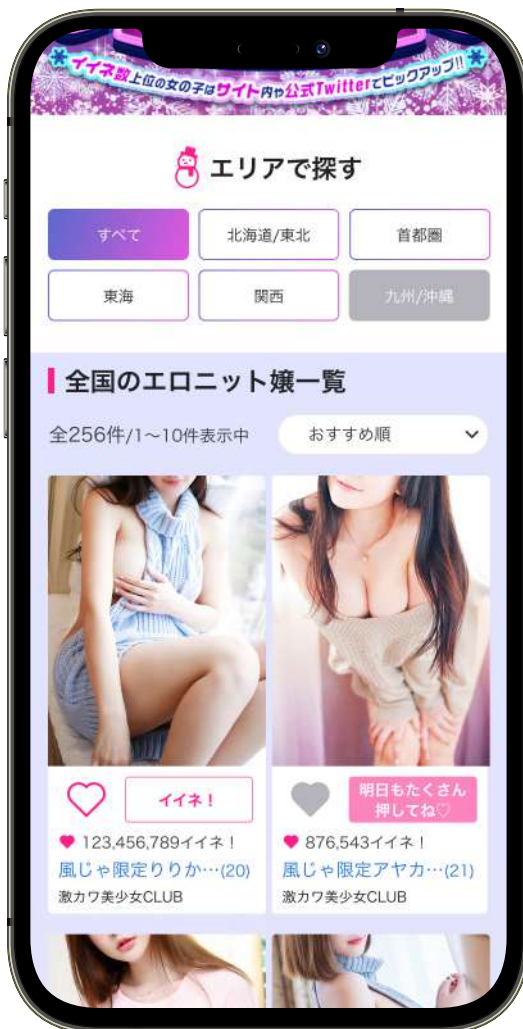 イイネ数上位の女の子はサイト内や公式Twitterでピックアップ!!
エリアで探す
すべて
北海道/東北
首都圏
東海
関西
九州/沖縄
全国のエロニット嬢一覧
全256件/1〜10件表示中
おすすめ順
イイネ!
明日もたくさん
押してね♡
123,456,789イイネ!
876,543イイネ!
風じゃ限定りりか…(20)
風じゃ限定アヤカ…(21)
激カワ美少女CLUB
激カワ美少女CLUB